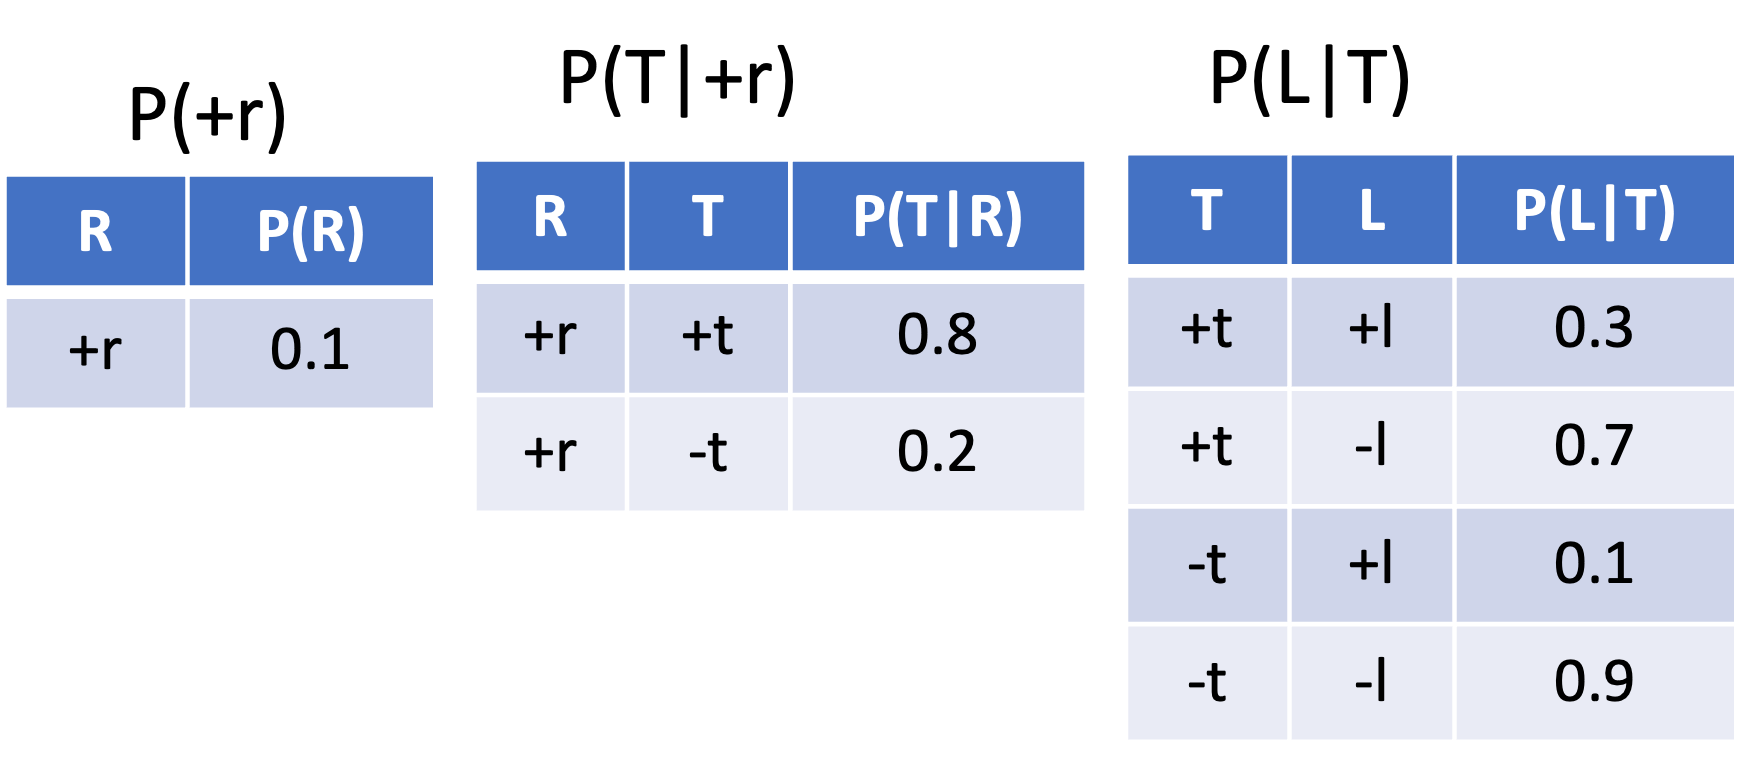 P(+r)
R P(R)
+r 0.1
P(T|+r)
R T P(T|R)
+r +t 0.8
+r -t 0.2
P(L|T)
T L P(L|T)
+t +l 0.3
+t -l 0.7
-t +l 0.1
-t -l 0.9